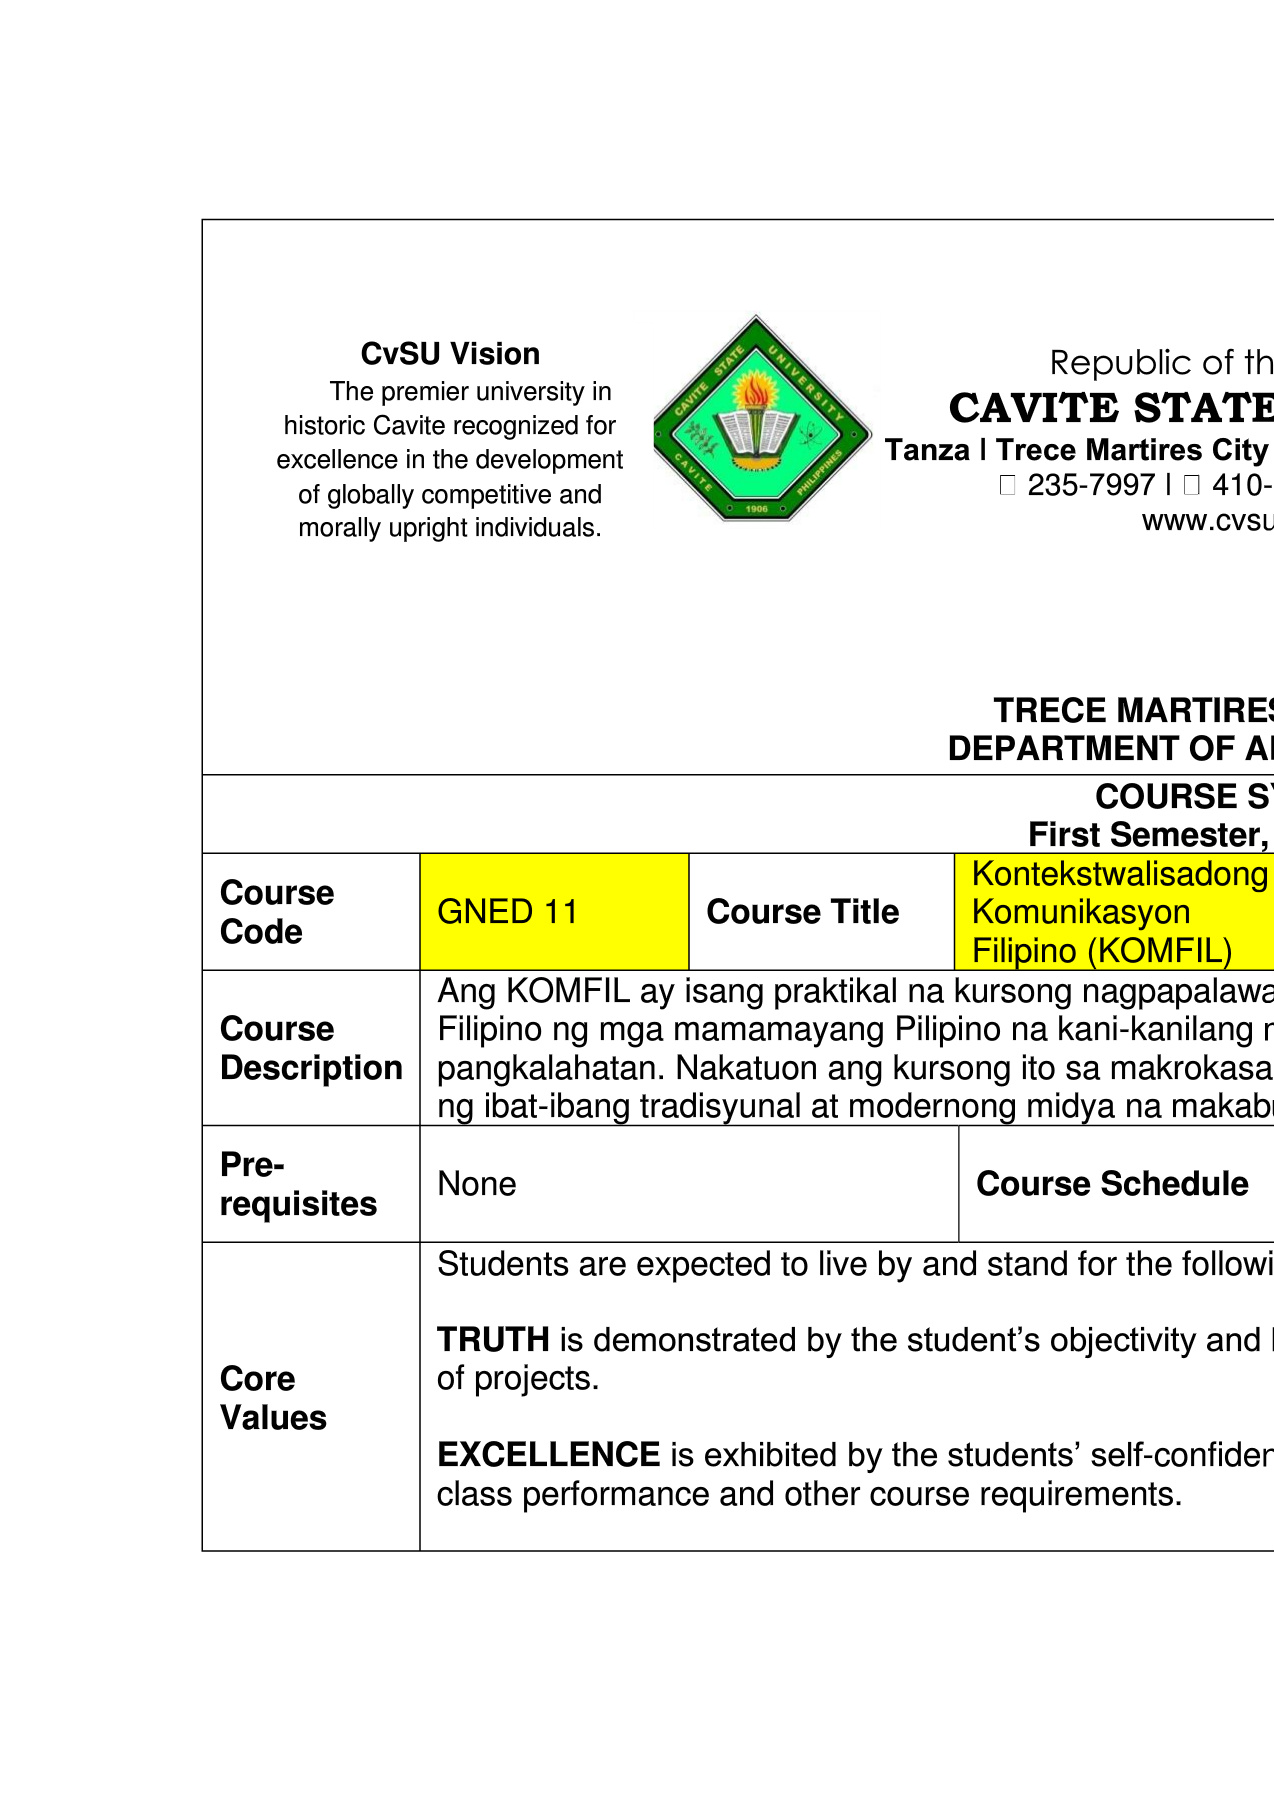 CvSU Vision
The premier university in
historic Cavite recognized for
excellence in the development
of globally competitive and
morally upright individuals.
CAVITE STATE UNIVERSITY
CAVITE
PHILIPPINES
1906
Republic of th
CAVITE STATE
Tanza l Trece Martires City
235-7997 l 410-
www.cvsu
TRECE MARTIRES
DEPARTMENT OF A
COURSE SY
First Semester,
Course
Code
GNED 11
Course Title
Kontekstwalisadong
Komunikasyon
Filipino (KOMFIL)
Course
Description
Ang KOMFIL ay isang praktikal na kursong nagpapalawa
Filipino ng mga mamamayang Pilipino na kani-kanilang
pangkalahatan. Nakatuon ang kursong ito sa makrokasa
ng ibat-ibang tradisyunal at modernong midya na makabu
Pre-
requisites
None
Course Schedule
Core
Values
Students are expected to live by and stand for the followi
TRUTH is demonstrated by the student’s objectivity and
of projects.
EXCELLENCE is exhibited by the students’ self-confiden
class performance and other course requirements.